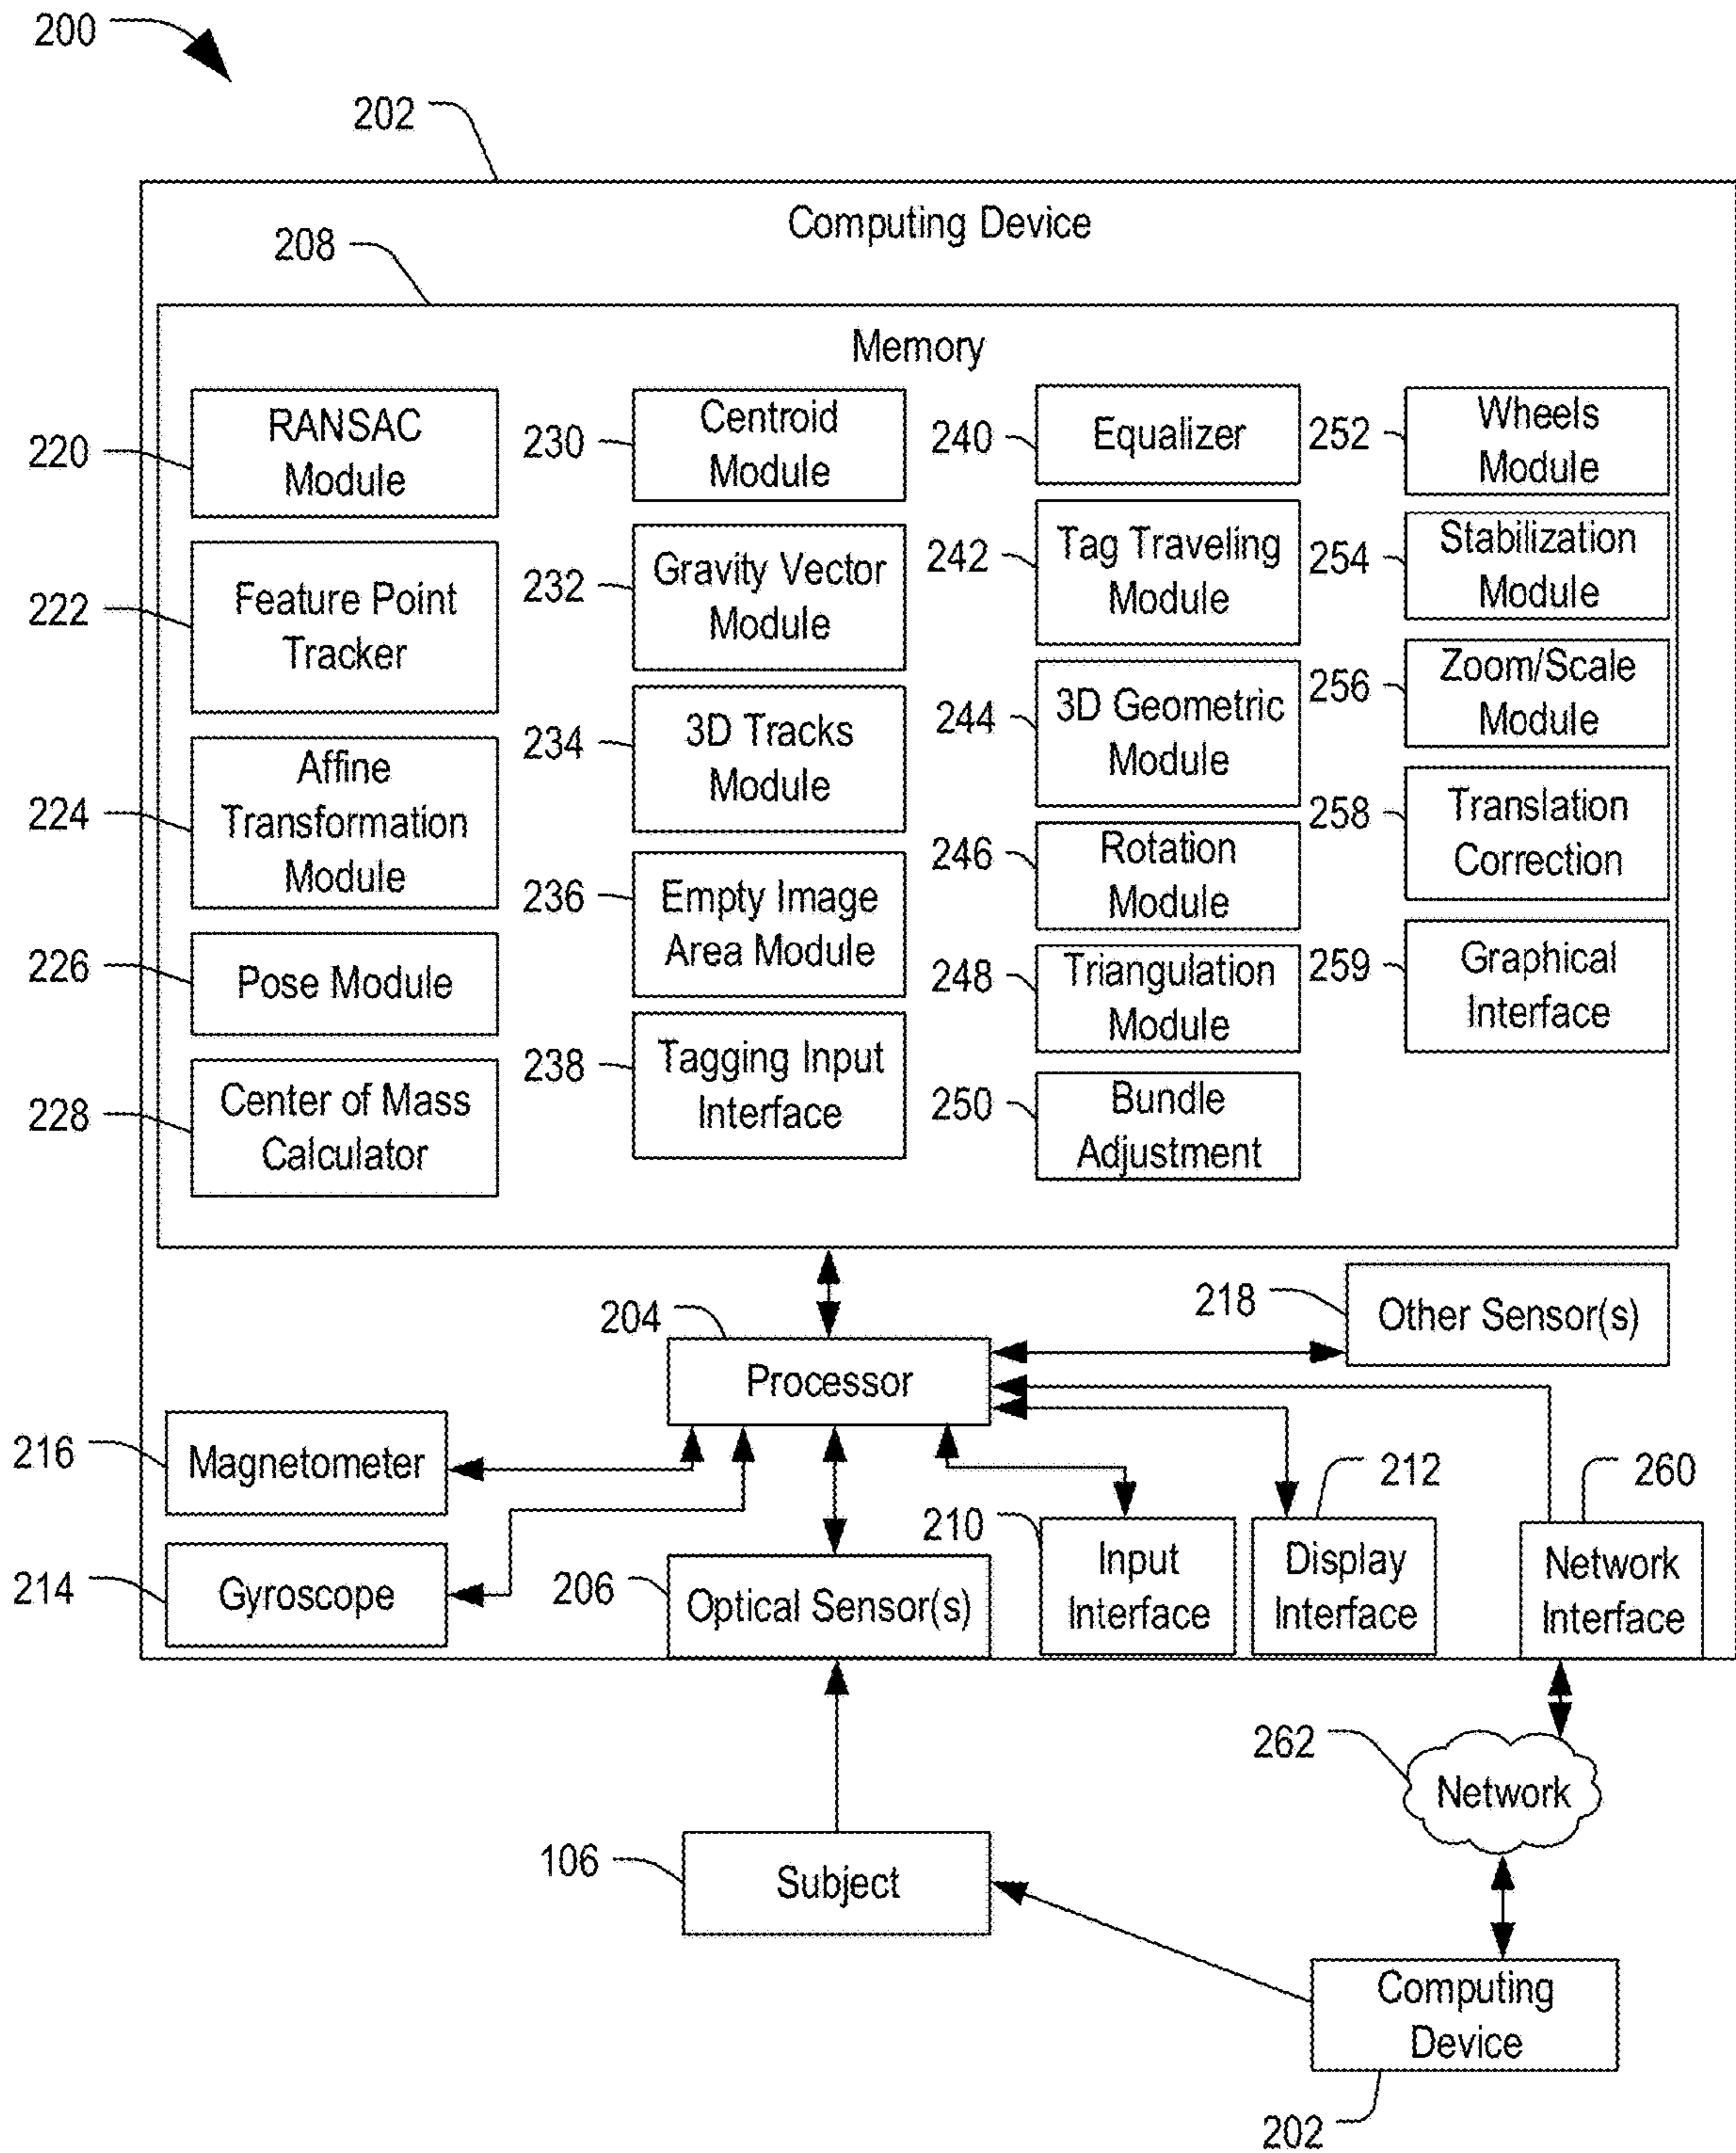 200
202
Computing Device
208
Memory
220
RANSAC
Module
222
Feature Point
Tracker
224
Affine
Transformation
Module
226
Pose Module
228
Center of Mass
Calculator
230
Centroid
Module
232
Gravity Vector
Module
234
3D Tracks
Module
236
Empty Image
Area Module
238
Tagging Input
Interface
240
Equalizer
242
Tag Traveling
Module
244
3D Geometric
Module
246
Rotation
Module
248
Triangulation
Module
250
Bundle
Adjustment
252
Wheels
Module
254
Stabilization
Module
256
Zoom/Scale
Module
258
Translation
Correction
259
Graphical
Interface
204
Processor
218
Other Sensor(s)
216
Magnetometer
214
Gyroscope
206
Optical Sensor(s)
210
Input
Interface
212
Display
Interface
260
Network
Interface
262
Network
106
Subject
Computing
Device
202